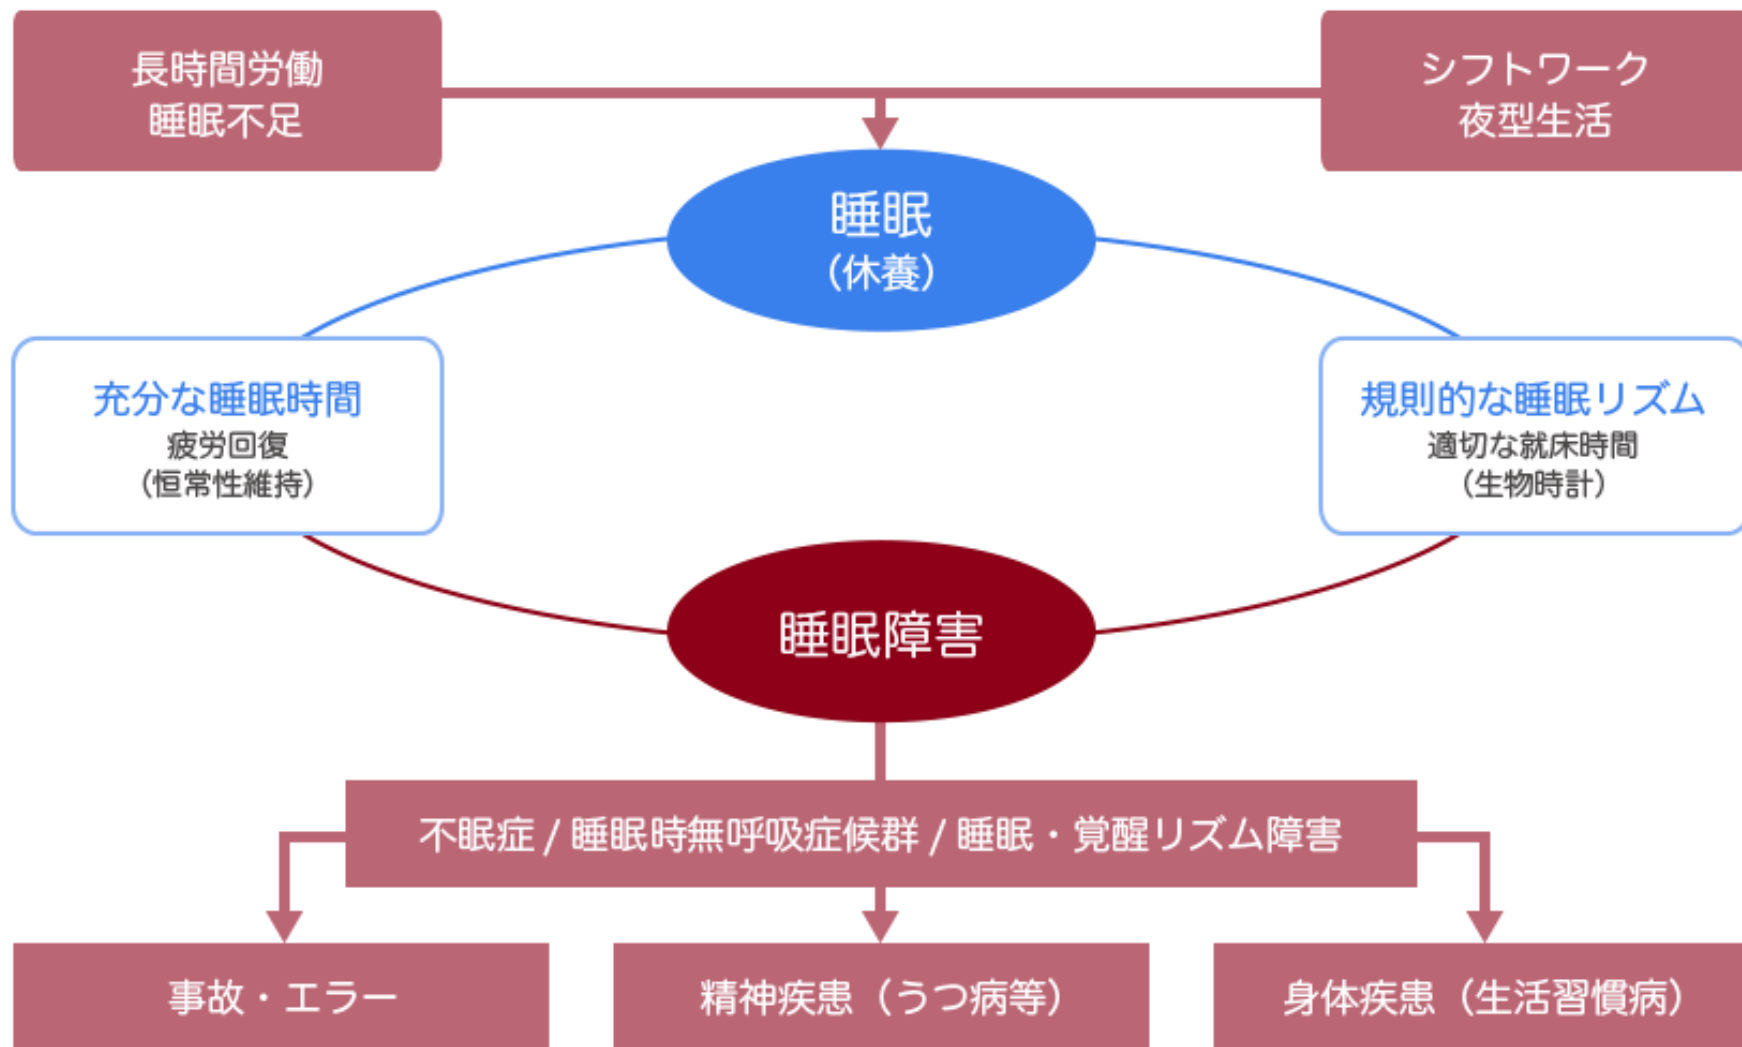 長時間労働
睡眠不足
シフトワーク
夜型生活
睡眠
（休養）
充分な睡眠時間
疲労回復
（恒常性維持）
規則的な睡眠リズム
適切な就床時間
（生物時計）
睡眠障害
不眠症 / 睡眠時無呼吸症候群 / 睡眠・覚醒リズム障害
事故・エラー
精神疾患（うつ病等）
身体疾患（生活習慣病）